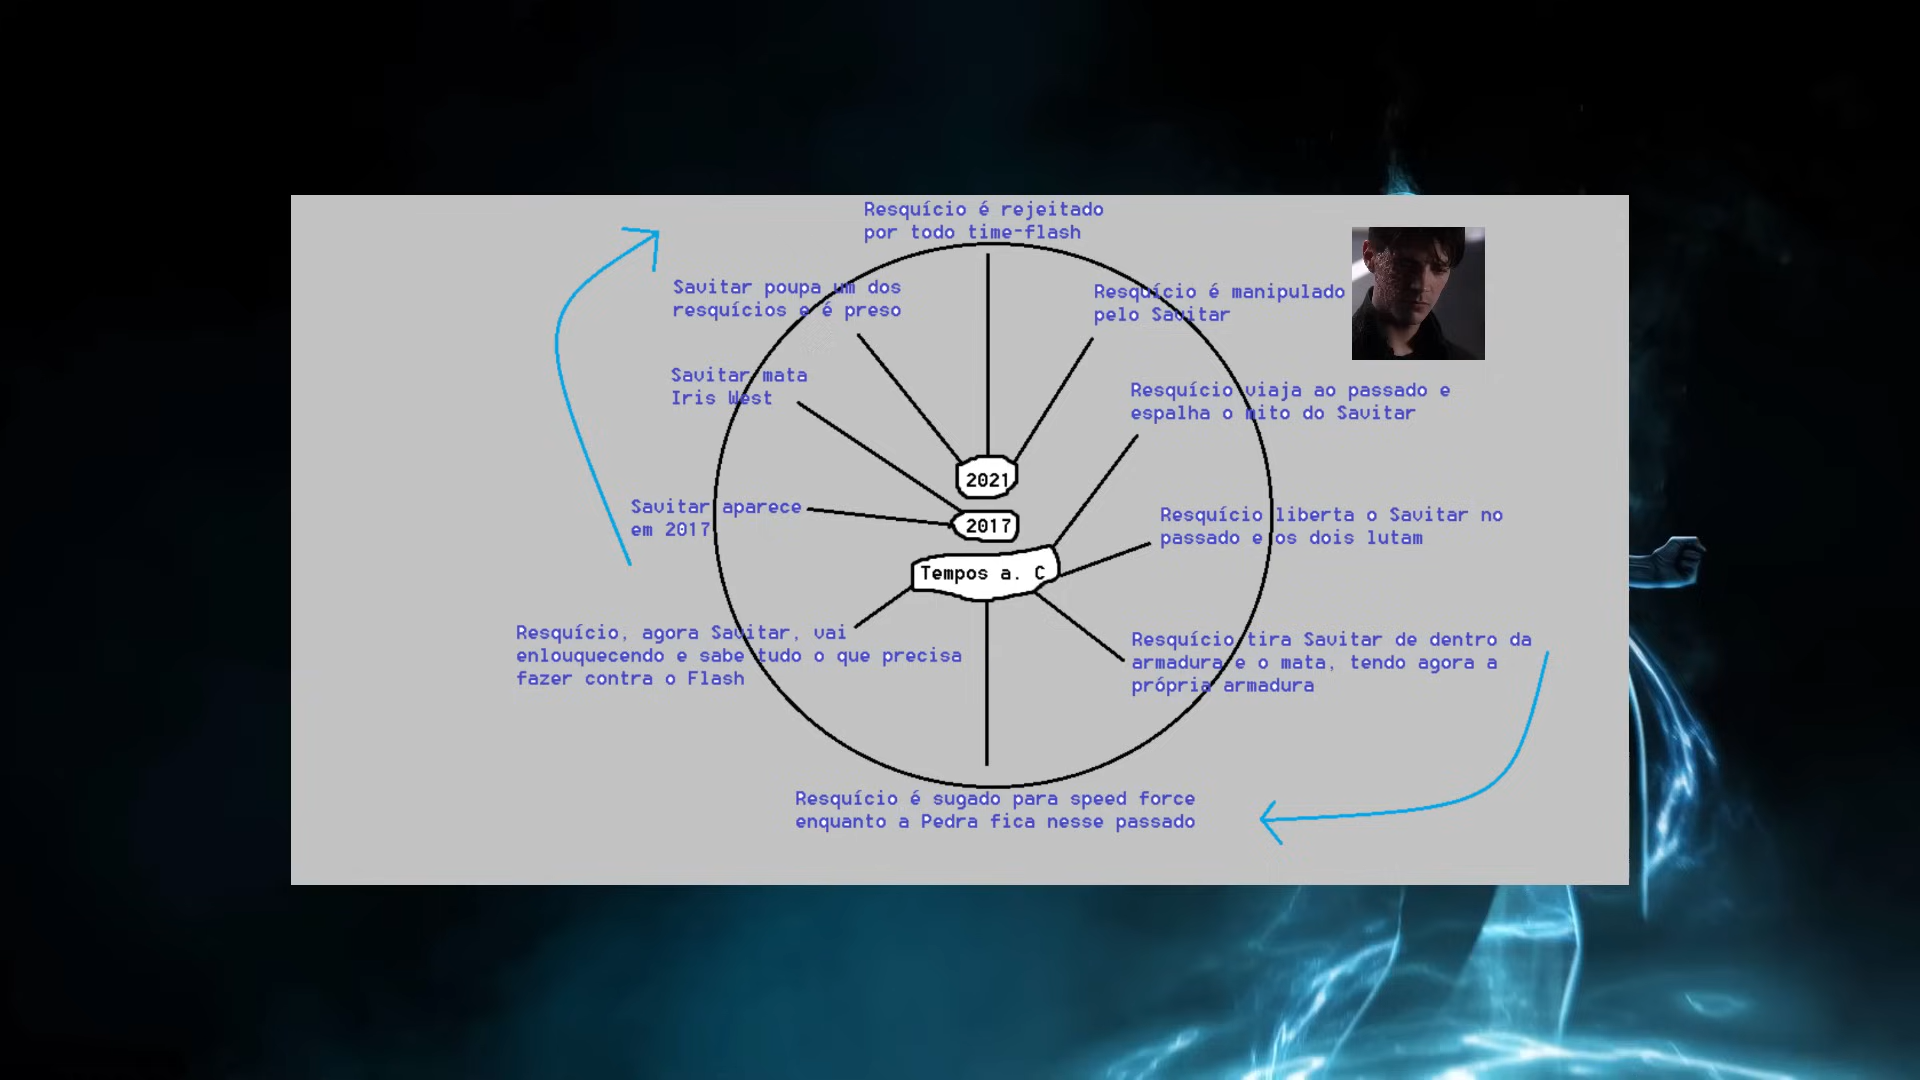 Resquício é rejeitado
por todo time-flash
Savitar poupa um dos
resquícios e é preso
Resquício é manipulado
pelo Savitar
Savitar mata
Iris West
Resquício viaja ao passado e
espalha o mito do Savitar
2021
Savitar aparece
em 2017
2017
Resquício liberta o Savitar no
passado e os dois lutam
Tempos a. C
Resquício, agora Savitar, vai
enlouquecendo e sabe tudo o que precisa
fazer contra o Flash
Resquício tira Savitar de dentro da
armadura e o mata, tendo agora a
própria armadura
Resquício é sugado para speed force
enquanto a Pedra fica nesse passado